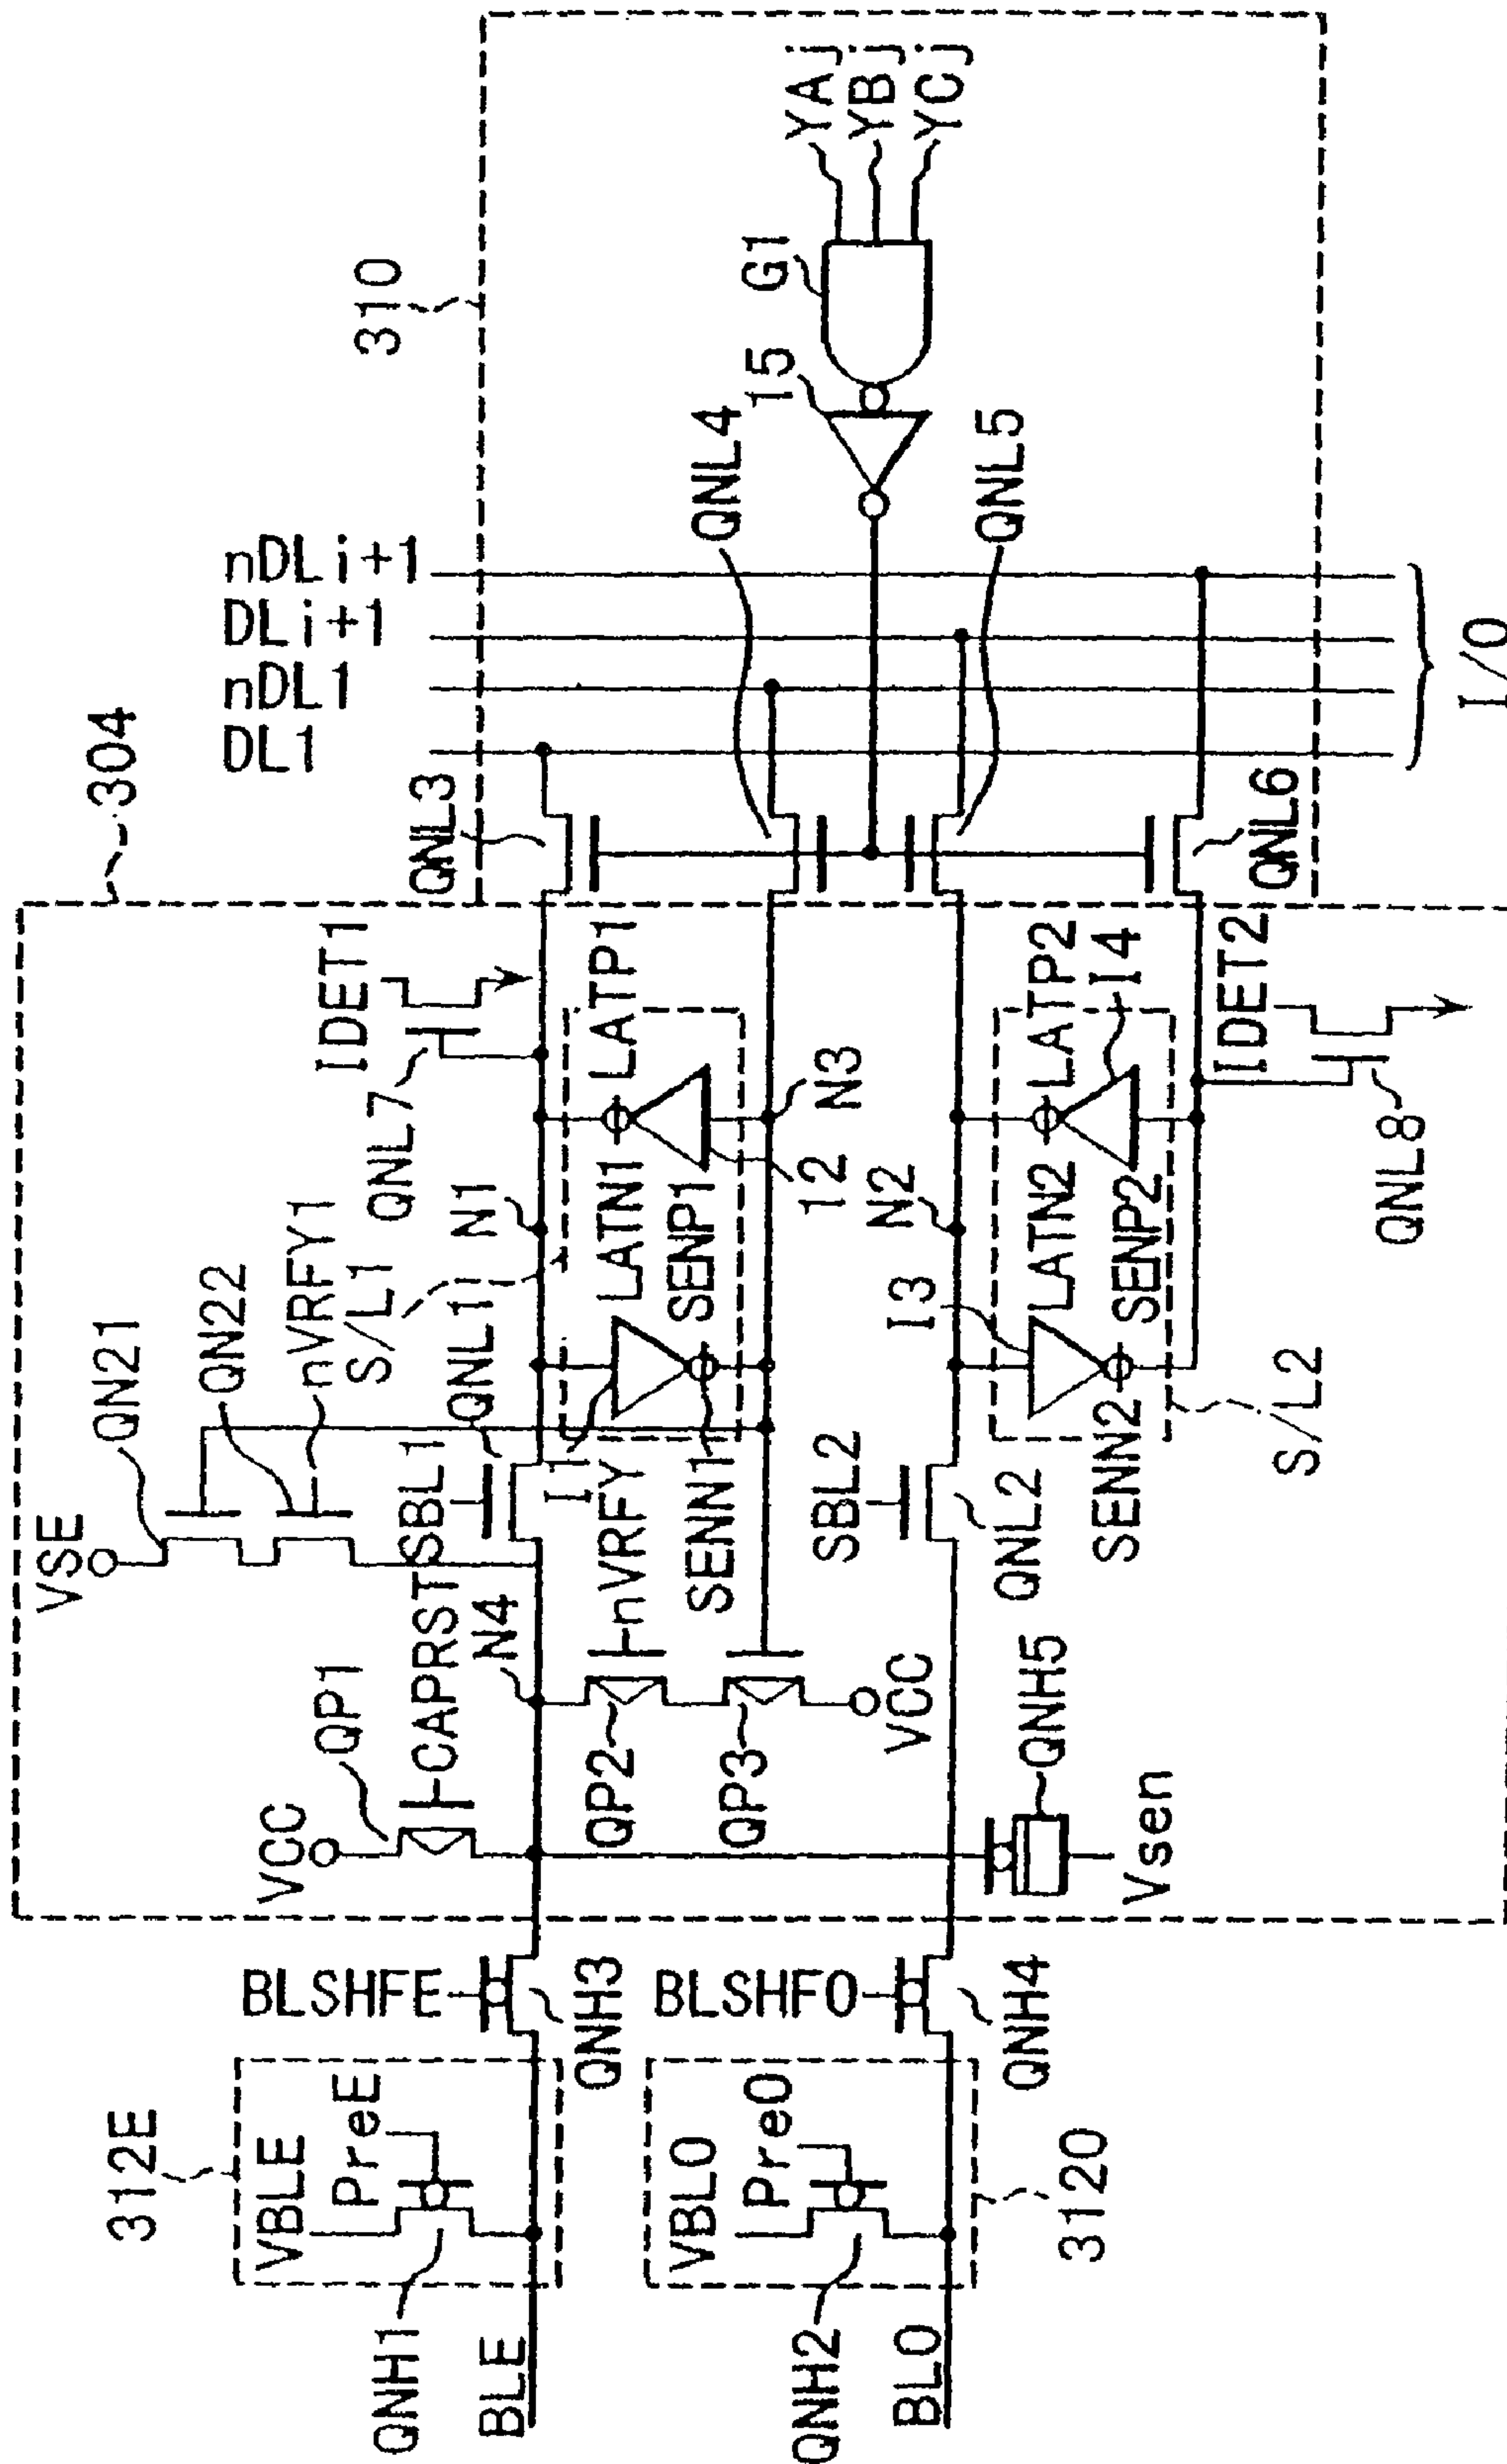 304
310
VSE
QN21
QN22
nVRFY1
S/L1
QNL7
IDET1
VCC
QP1
CAPRST
SBL1
QNL1
N1
QNL3
DL1
nDL1
DLi+1
nDLi+1
312E
VBLE
PreE
QNH1
BLE
BLSHFE
QNH3
N4
QP2
nVRFY
QP3
VCC
I1
SENN1
LATN1
SENP1
LATP1
12
N3
QNL4
15
G1
YAj
YBj
YCj
VBLO
PreO
QNH2
BLO
BLSHFO
QNH4
312O
QNH5
Vsen
SBL2
QNL2
I3
N2
LATN2
SENP2
SENN2
LATP2
I4
S/L2
IDET2
QNL8
QNL5
QNL6
I/O